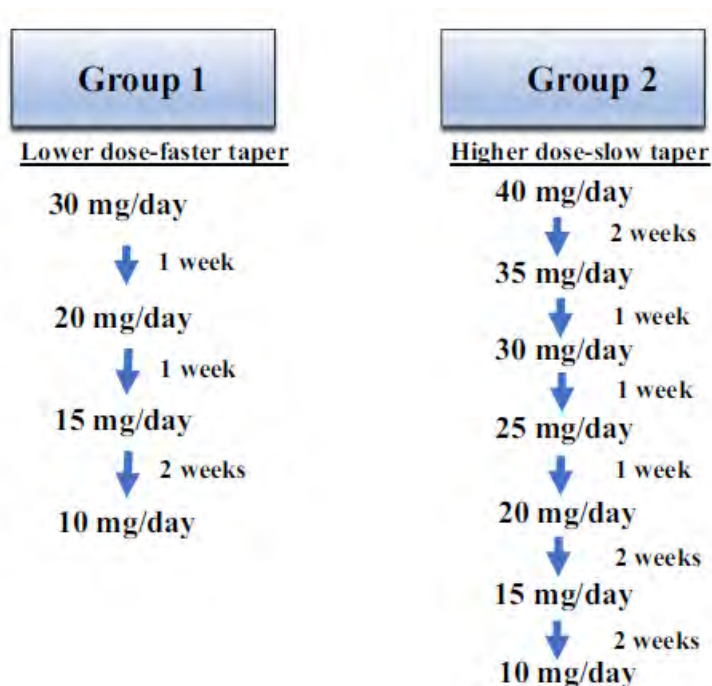 Group 1
Lower dose-faster taper
30 mg/day
1 week
20 mg/day
1 week
15 mg/day
2 weeks
10 mg/day
Group 2
Higher dose-slow taper
40 mg/day
2 weeks
35 mg/day
1 week
30 mg/day
1 week
25 mg/day
1 week
20 mg/day
2 weeks
15 mg/day
2 weeks
10 mg/day